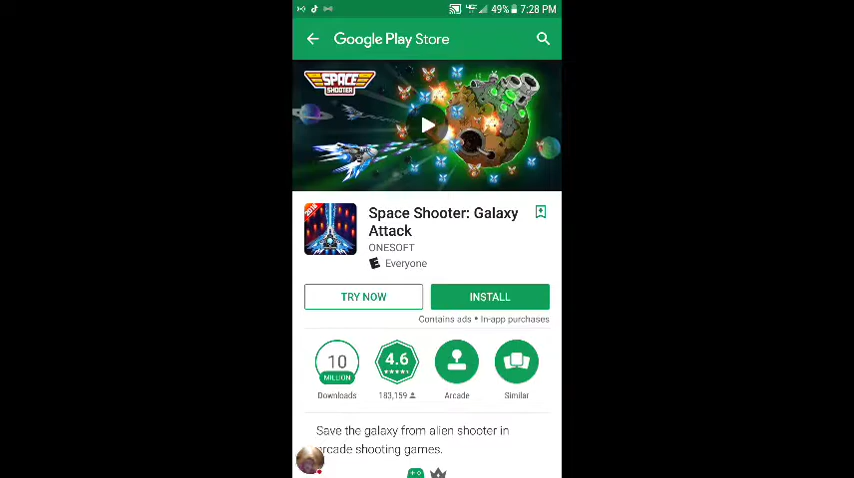 49% 7:28 PM
Google Play Store
SPACE
SHOOTER
2018
Space Shooter: Galaxy
Attack
ONESOFT
E Everyone
TRY NOW
INSTALL
Contains ads • In-app purchases
10
MILLION
Downloads
4.6
183,159
Arcade
Similar
Save the galaxy from alien shooter in
arcade shooting games.